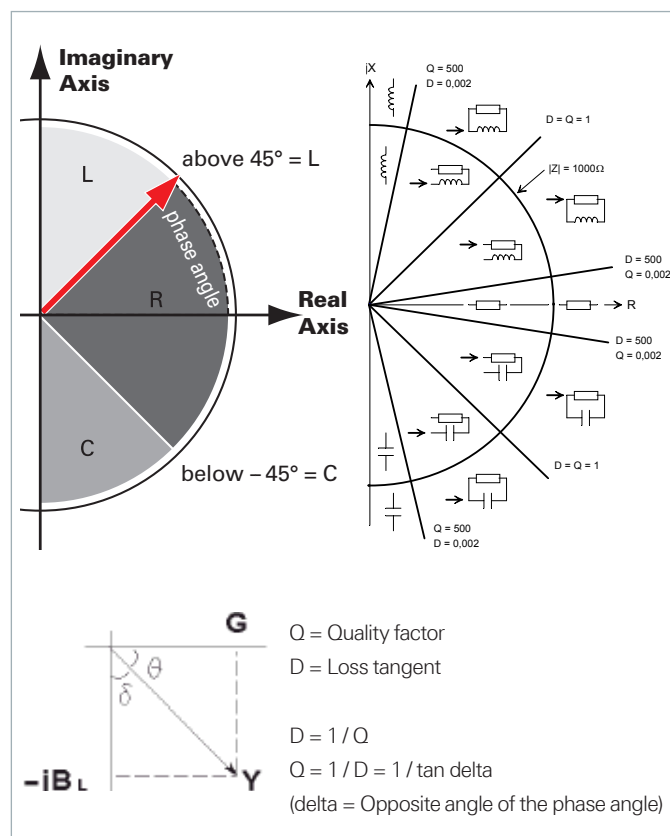 Imaginary
Axis
L
above 45° = L
phase angle
R
Real
Axis
C
below – 45° = C
jX
Q = 500
D = 0,002
D = Q = 1
|Z| = 1000Ω
D = 500
Q = 0,002
R
D = 500
Q = 0,002
D = Q = 1
Q = 500
D = 0,002
G
θ
δ
–iB L
Y
Q = Quality factor
D = Loss tangent
D = 1 / Q
Q = 1 / D = 1 / tan delta
(delta = Opposite angle of the phase angle)